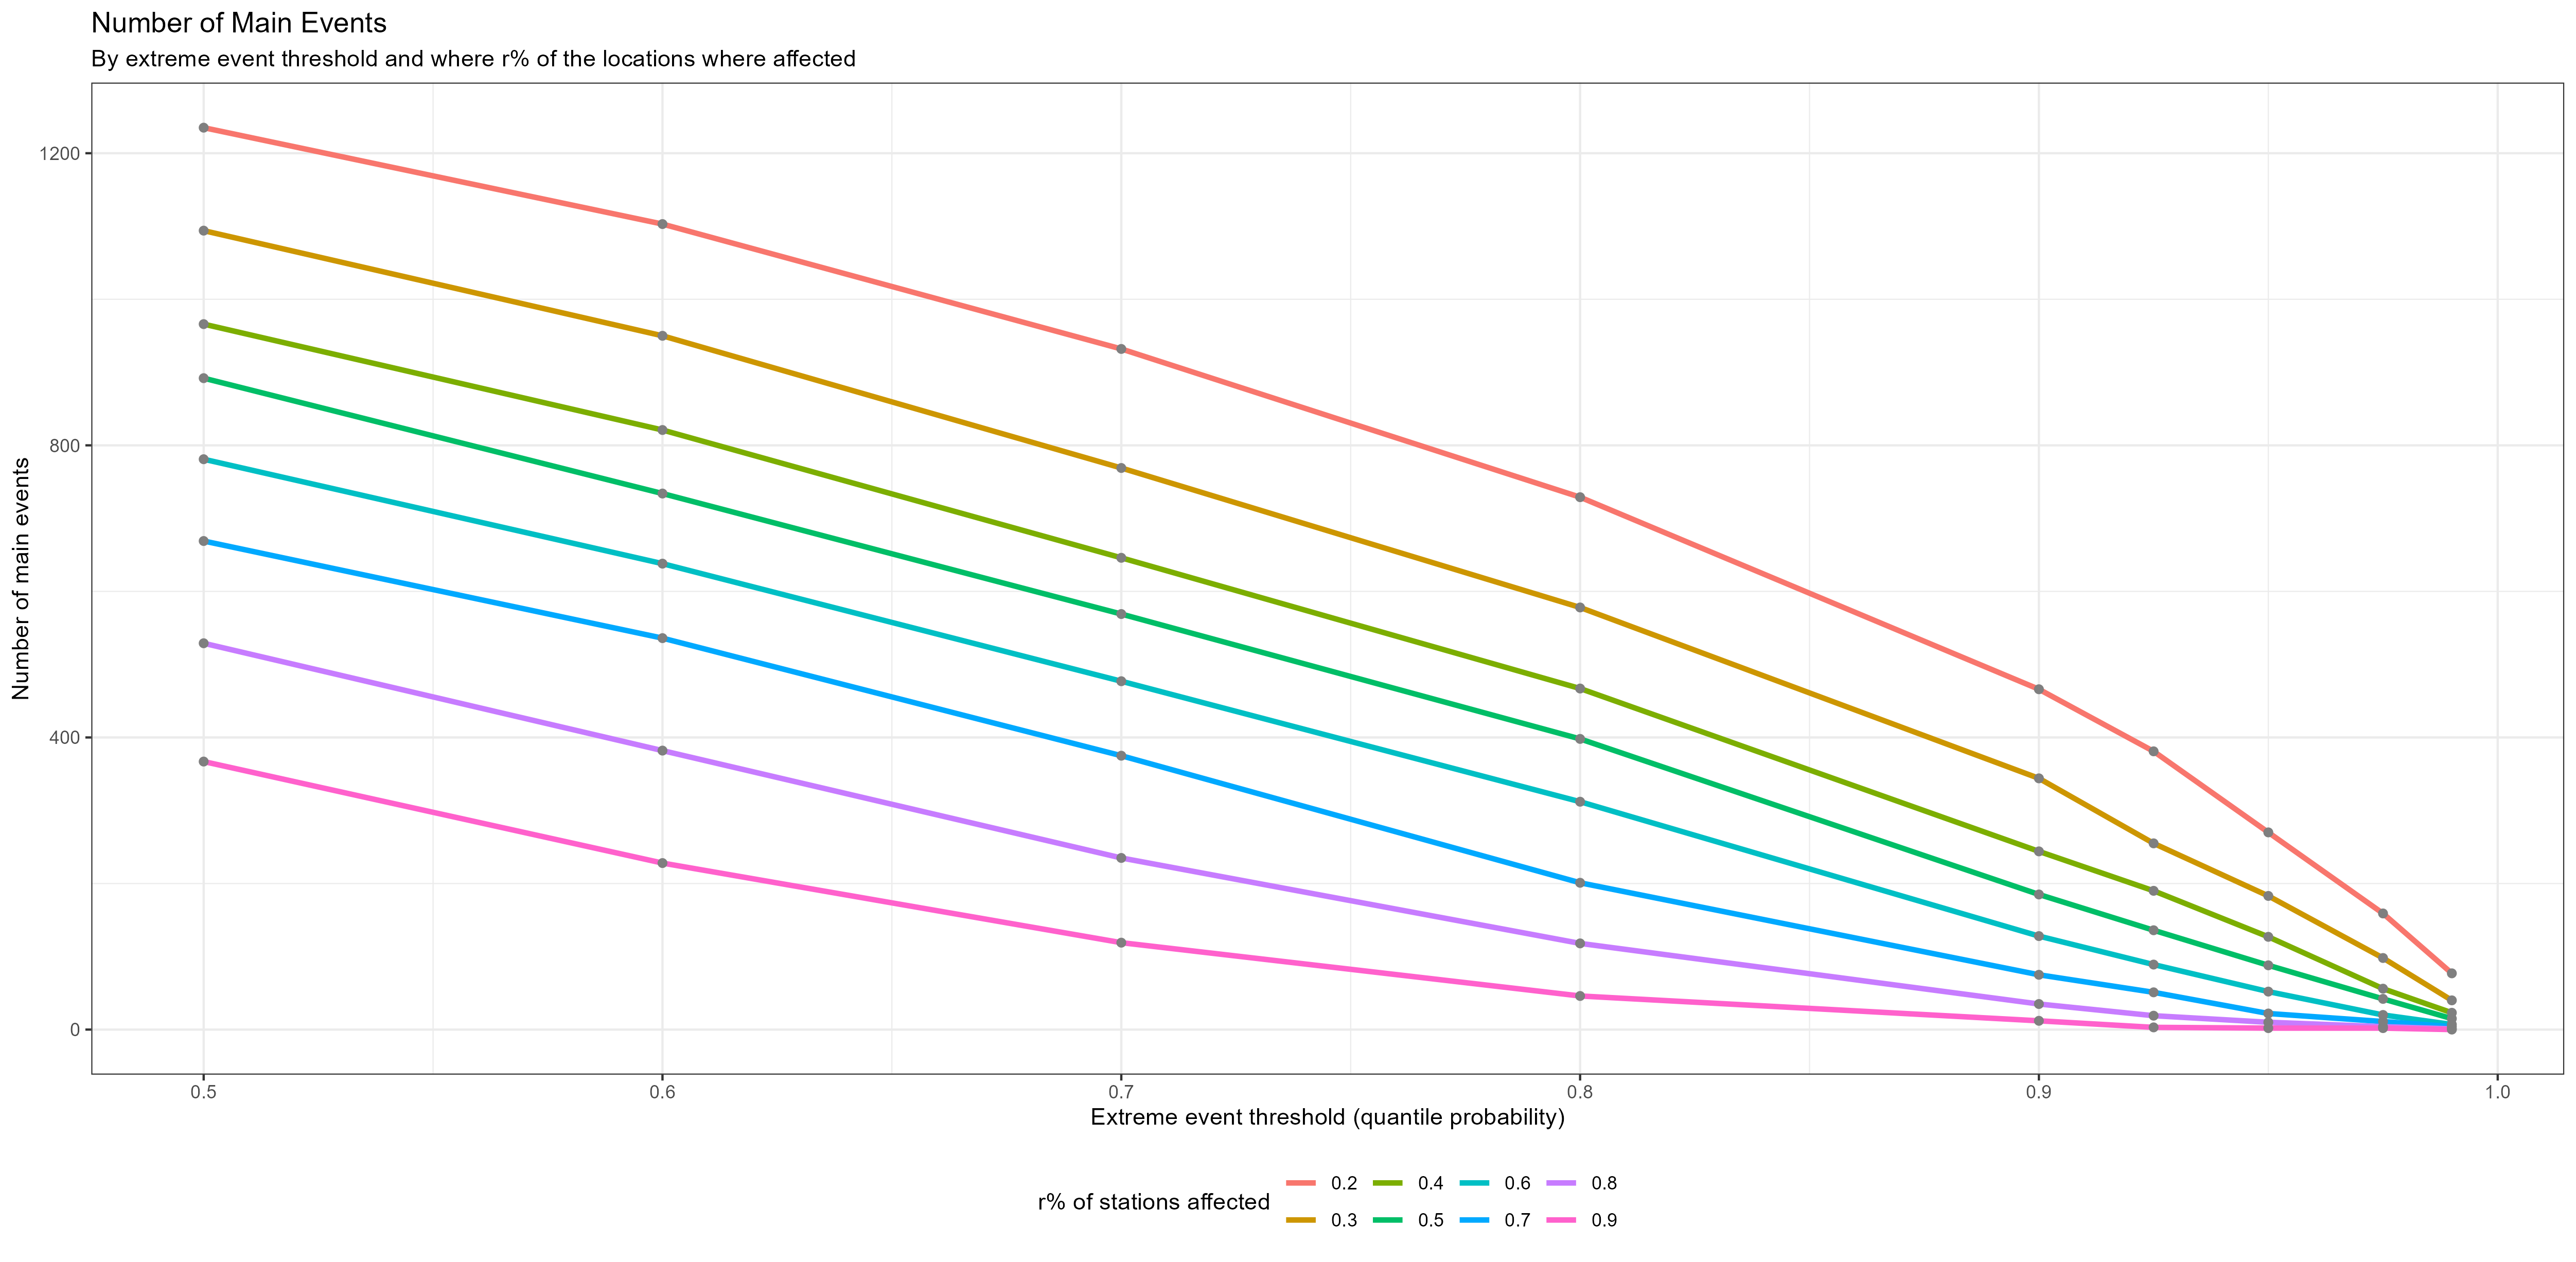 Number of Main Events
By extreme event threshold and where r% of the locations where affected
Number of main events
1200
800
400
0
0.5 0.6 0.7 0.8 0.9 1.0
Extreme event threshold (quantile probability)
r% of stations affected
0.2 0.4 0.6 0.8
0.3 0.5 0.7 0.9